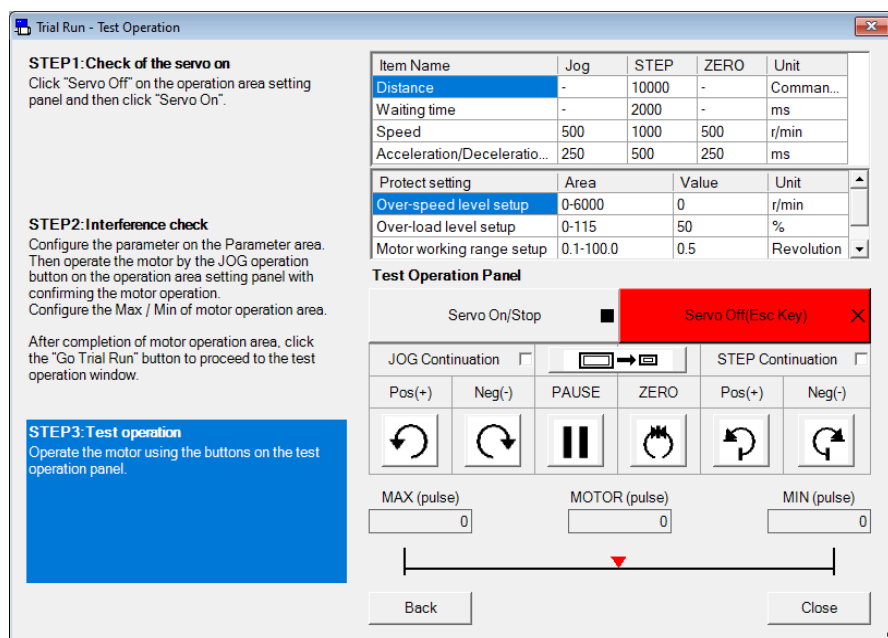 Trial Run - Test Operation
STEP1:Check of the servo on
Click "Servo Off" on the operation area setting
panel and then click "Servo On".
STEP2:Interference check
Configure the parameter on the Parameter area.
Then operate the motor by the JOG operation
button on the operation area setting panel with
confirming the motor operation.
Configure the Max / Min of motor operation area.
After completion of motor operation area, click
the "Go Trial Run" button to proceed to the test
operation window.
STEP3:Test operation
Operate the motor using the buttons on the test
operation panel.
Item Name Jog STEP ZERO Unit
Distance - 10000 - Comman...
Waiting time - 2000 - ms
Speed 500 1000 500 r/min
Acceleration/Deceleratio... 250 500 250 ms
Protect setting Area Value Unit
Over-speed level setup 0-6000 0 r/min
Over-load level setup 0-115 50 %
Motor working range setup 0.1-100.0 0.5 Revolution
Test Operation Panel
Servo On/Stop Servo Off(Esc Key)
JOG Continuation STEP Continuation
Pos(+) Neg(-) PAUSE ZERO Pos(+) Neg(-)
MAX (pulse) MOTOR (pulse) MIN (pulse)
0 0 0
Back Close